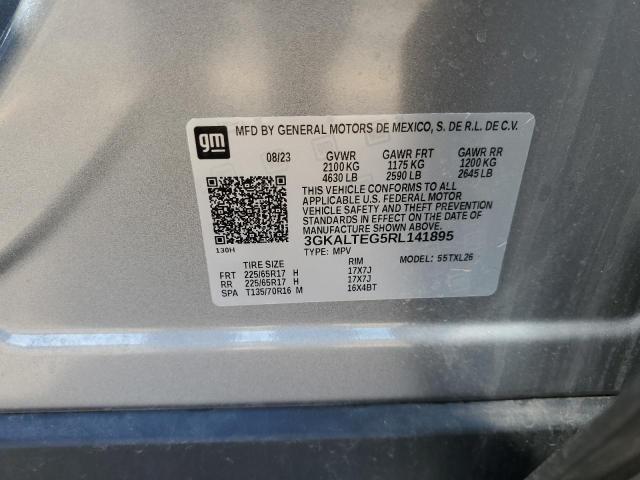 gm
MFD BY GENERAL MOTORS DE MEXICO, S. DE R.L. DE C.V.
08/23 GVWR GAWR FRT GAWR RR
2100 KG 1175 KG 1200 KG
4630 LB 2590 LB 2645 LB
THIS VEHICLE CONFORMS TO ALL
APPLICABLE U.S. FEDERAL MOTOR
VEHICLE SAFETY AND THEFT PREVENTION
STANDARDS IN EFFECT ON THE DATE OF
MANUFACTURE SHOWN ABOVE.
130H 3GKALTEG5RL141895
TYPE: MPV MODEL: 55TXL26
TIRE SIZE RIM
FRT 225/65R17 H 17X7J
RR 225/65R17 H 17X7J
SPA T135/70R16 M 16X4BT